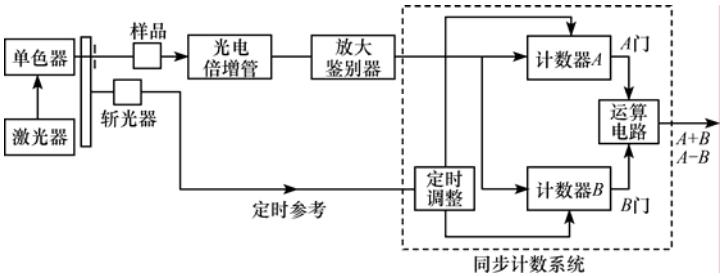 样品
单色器
激光器
斩光器
光电
倍增管
放大
鉴别器
定时参考
定时
调整
计数器A
A门
运算
电路
A+B
A−B
计数器B
B门
同步计数系统